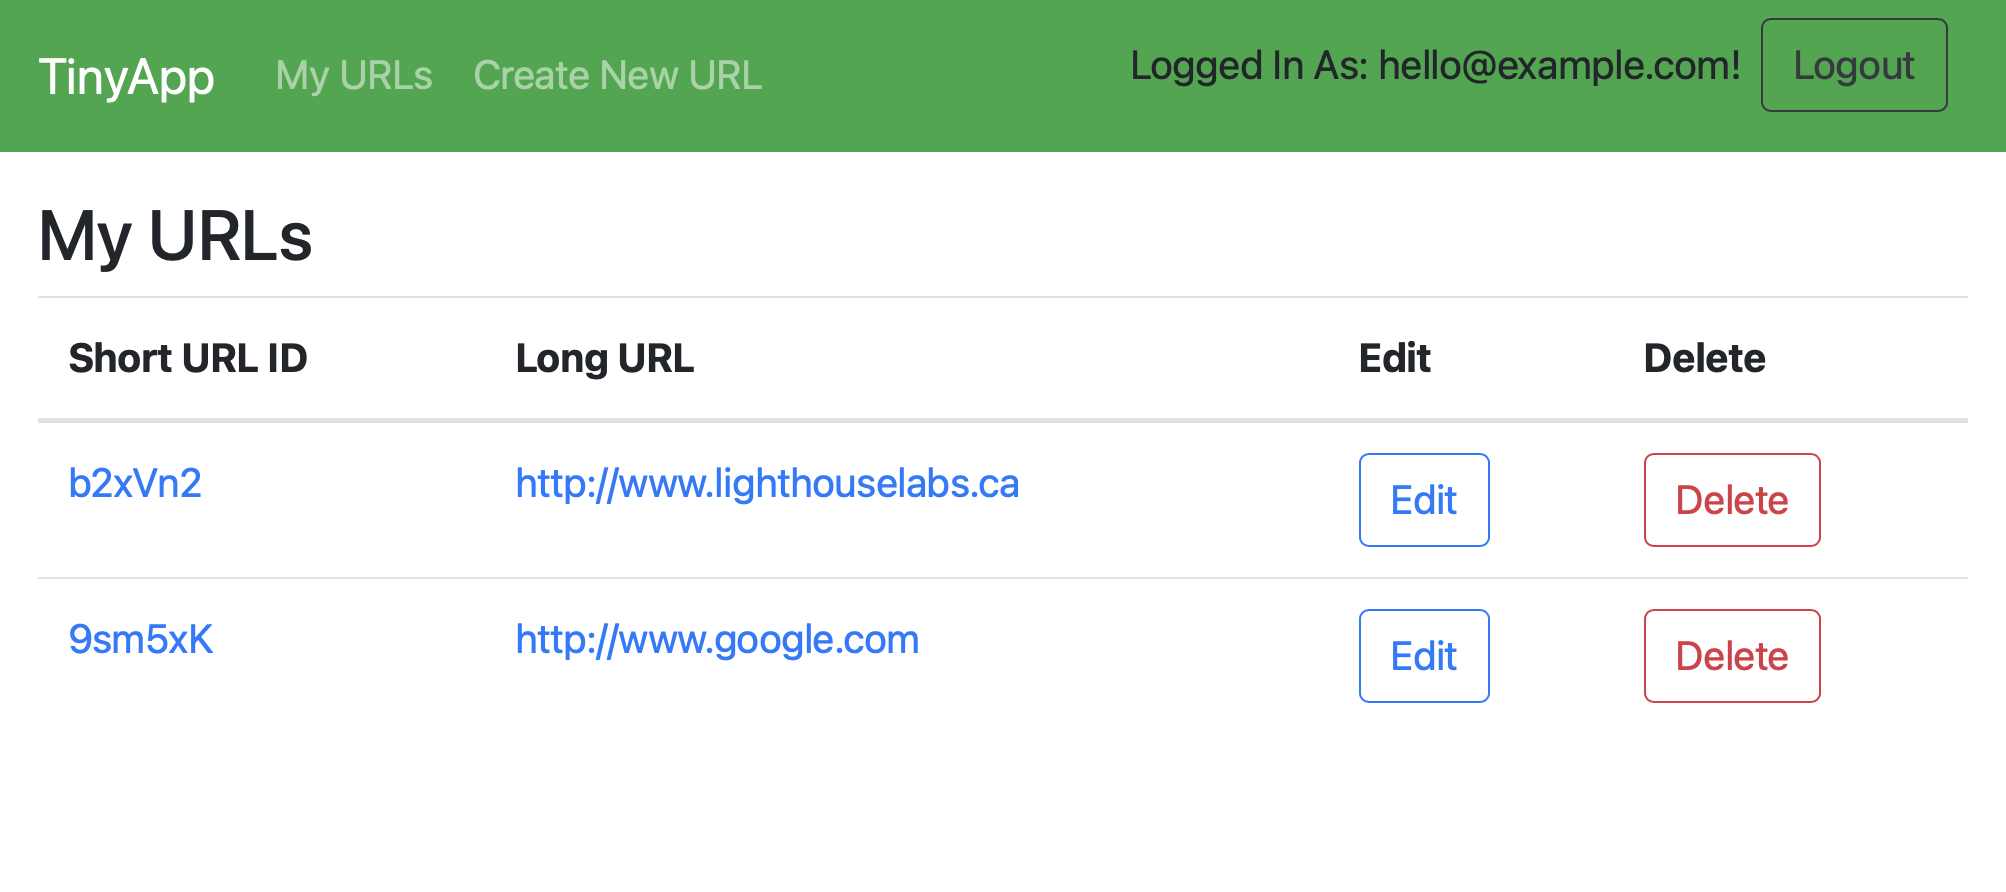 TinyApp My URLs Create New URL Logged In As: hello@example.com! Logout
My URLs
Short URL ID Long URL Edit Delete
b2xVn2 http://www.lighthouselabs.ca Edit Delete
9sm5xK http://www.google.com Edit Delete